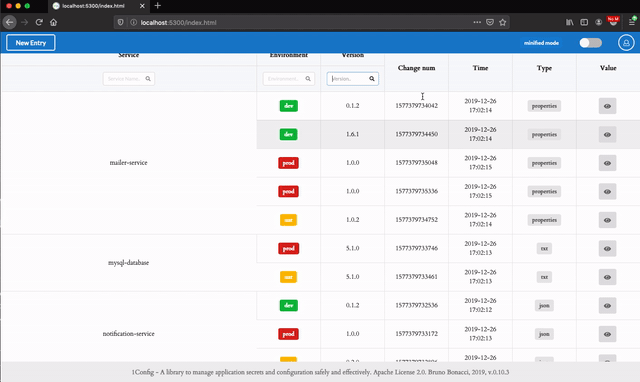 localhost:5300/index.html
localhost:5300/index.html
New Entry
minified mode
Service Environment Version Change num Time Type Value
Service Name... Environment... Version...
dev 0.1.2 1577379734042 2019-12-26 17:02:14 properties
dev 1.6.1 1577379734450 2019-12-26 17:02:14 properties
mailer-service prod 1.0.0 1577379735048 2019-12-26 17:02:15 properties
prod 1.0.0 1577379735336 2019-12-26 17:02:15 properties
uat 1.0.2 1577379734752 2019-12-26 17:02:14 properties
mysql-database
prod 5.1.0 1577379733746 2019-12-26 17:02:13 txt
uat 5.1.0 1577379733461 2019-12-26 17:02:13 txt
dev 0.1.2 1577379732536 2019-12-26 17:02:12 json
notification-service prod 1.0.0 1577379733172 2019-12-26 17:02:13 json
2019-12-26
1Config - A library to manage application secrets and configuration safely and effectively. Apache License 2.0. Bruno Bonacci, 2019, v.0.10.3